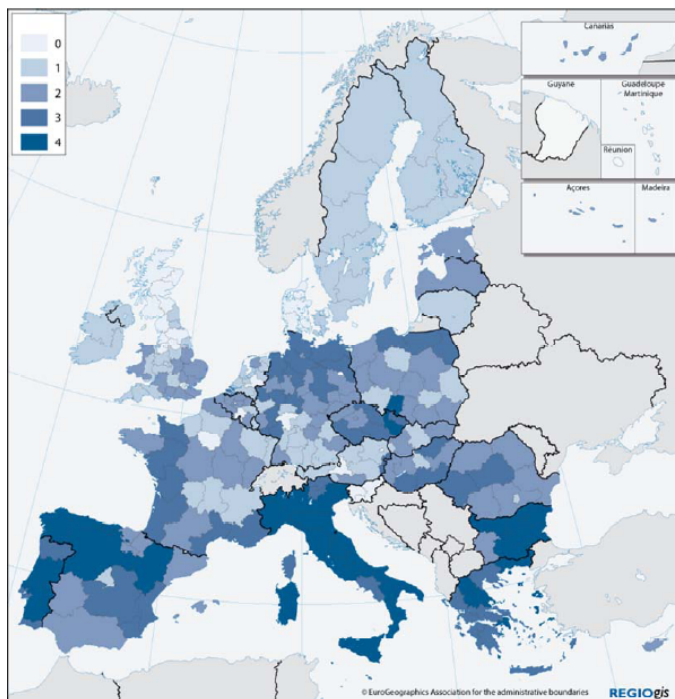 0
1
2
3
4
Canarias
Guyane
Guadeloupe
Martinique
Réunion
Açores
Madeira
© EuroGeographics Association for the administrative boundaries
REGIOgis